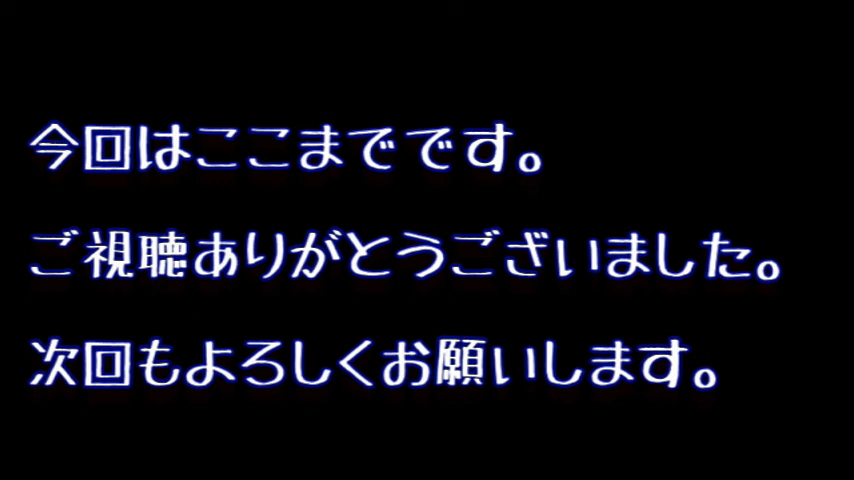 今回はここまでです。
ご視聴ありがとうございました。
次回もよろしくお願いします。